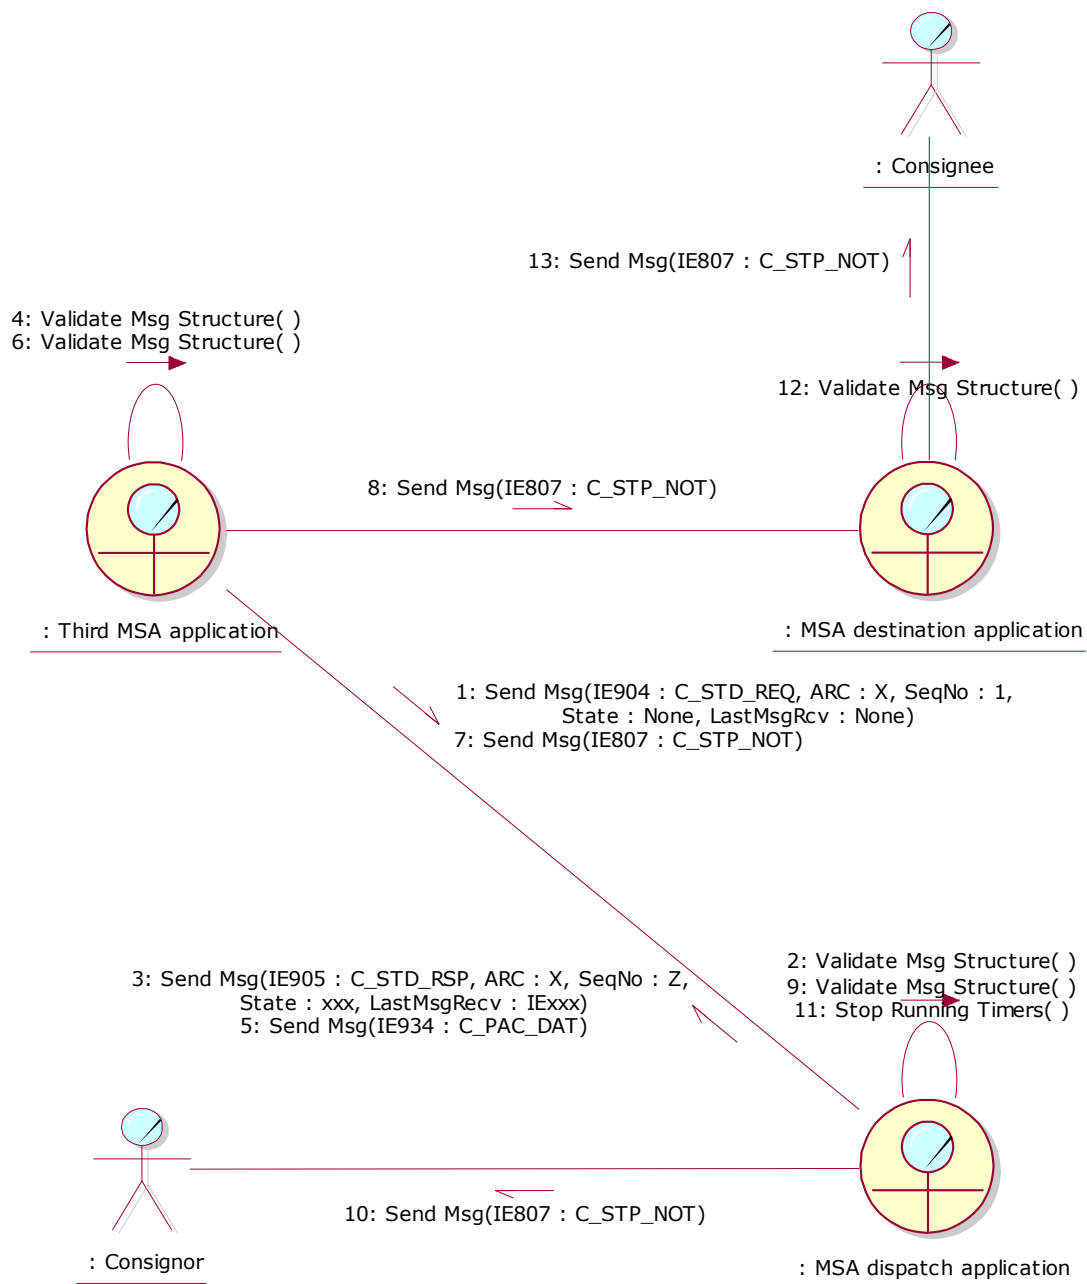 : Consignee
13: Send Msg(IE807 : C_STP_NOT)
4: Validate Msg Structure( )
6: Validate Msg Structure( )
12: Validate Msg Structure( )
8: Send Msg(IE807 : C_STP_NOT)
: Third MSA application
: MSA destination application
1: Send Msg(IE904 : C_STD_REQ, ARC : X, SeqNo : 1,
State : None, LastMsgRcv : None)
7: Send Msg(IE807 : C_STP_NOT)
3: Send Msg(IE905 : C_STD_RSP, ARC : X, SeqNo : Z,
State : xxx, LastMsgRecv : IExxx)
5: Send Msg(IE934 : C_PAC_DAT)
2: Validate Msg Structure( )
9: Validate Msg Structure( )
11: Stop Running Timers( )
10: Send Msg(IE807 : C_STP_NOT)
: Consignor
: MSA dispatch application